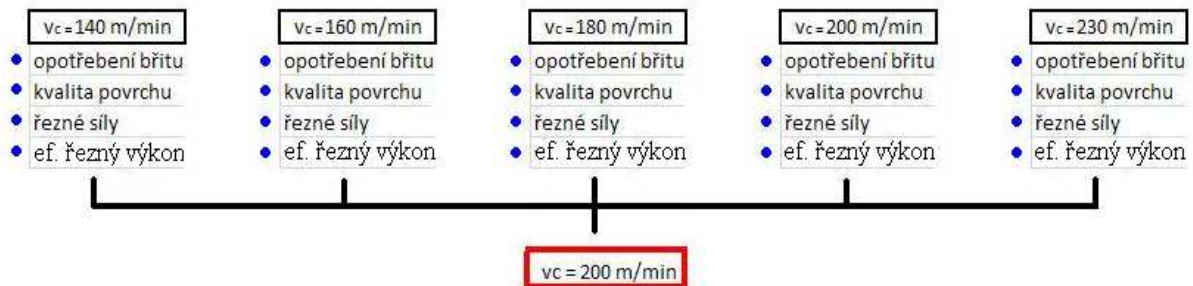 vc = 140 m/min
opotřebení břitu
kvalita povrchu
řezné síly
ef. řezný výkon
vc = 160 m/min
opotřebení břitu
kvalita povrchu
řezné síly
ef. řezný výkon
vc = 180 m/min
opotřebení břitu
kvalita povrchu
řezné síly
ef. řezný výkon
vc = 200 m/min
opotřebení břitu
kvalita povrchu
řezné síly
ef. řezný výkon
vc = 230 m/min
opotřebení břitu
kvalita povrchu
řezné síly
ef. řezný výkon
vc = 200 m/min